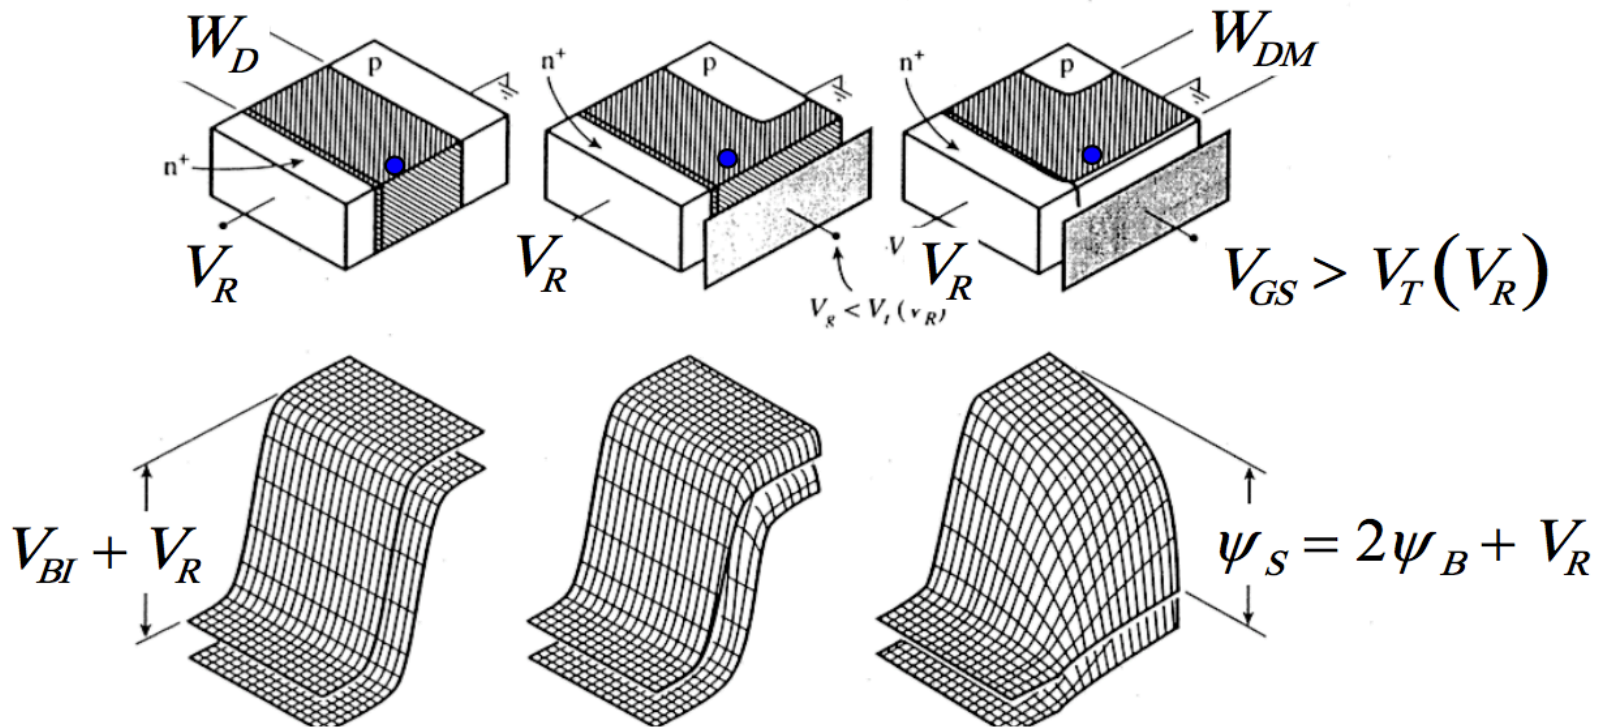 W_D
p
n⁺
p
n⁺
p
W_DM
n⁺
V_R
V_R
V
V_R
V_GS > V_T(V_R)
V_g < V_t(v_R)
V_BI + V_R
ψ_S = 2ψ_B + V_R